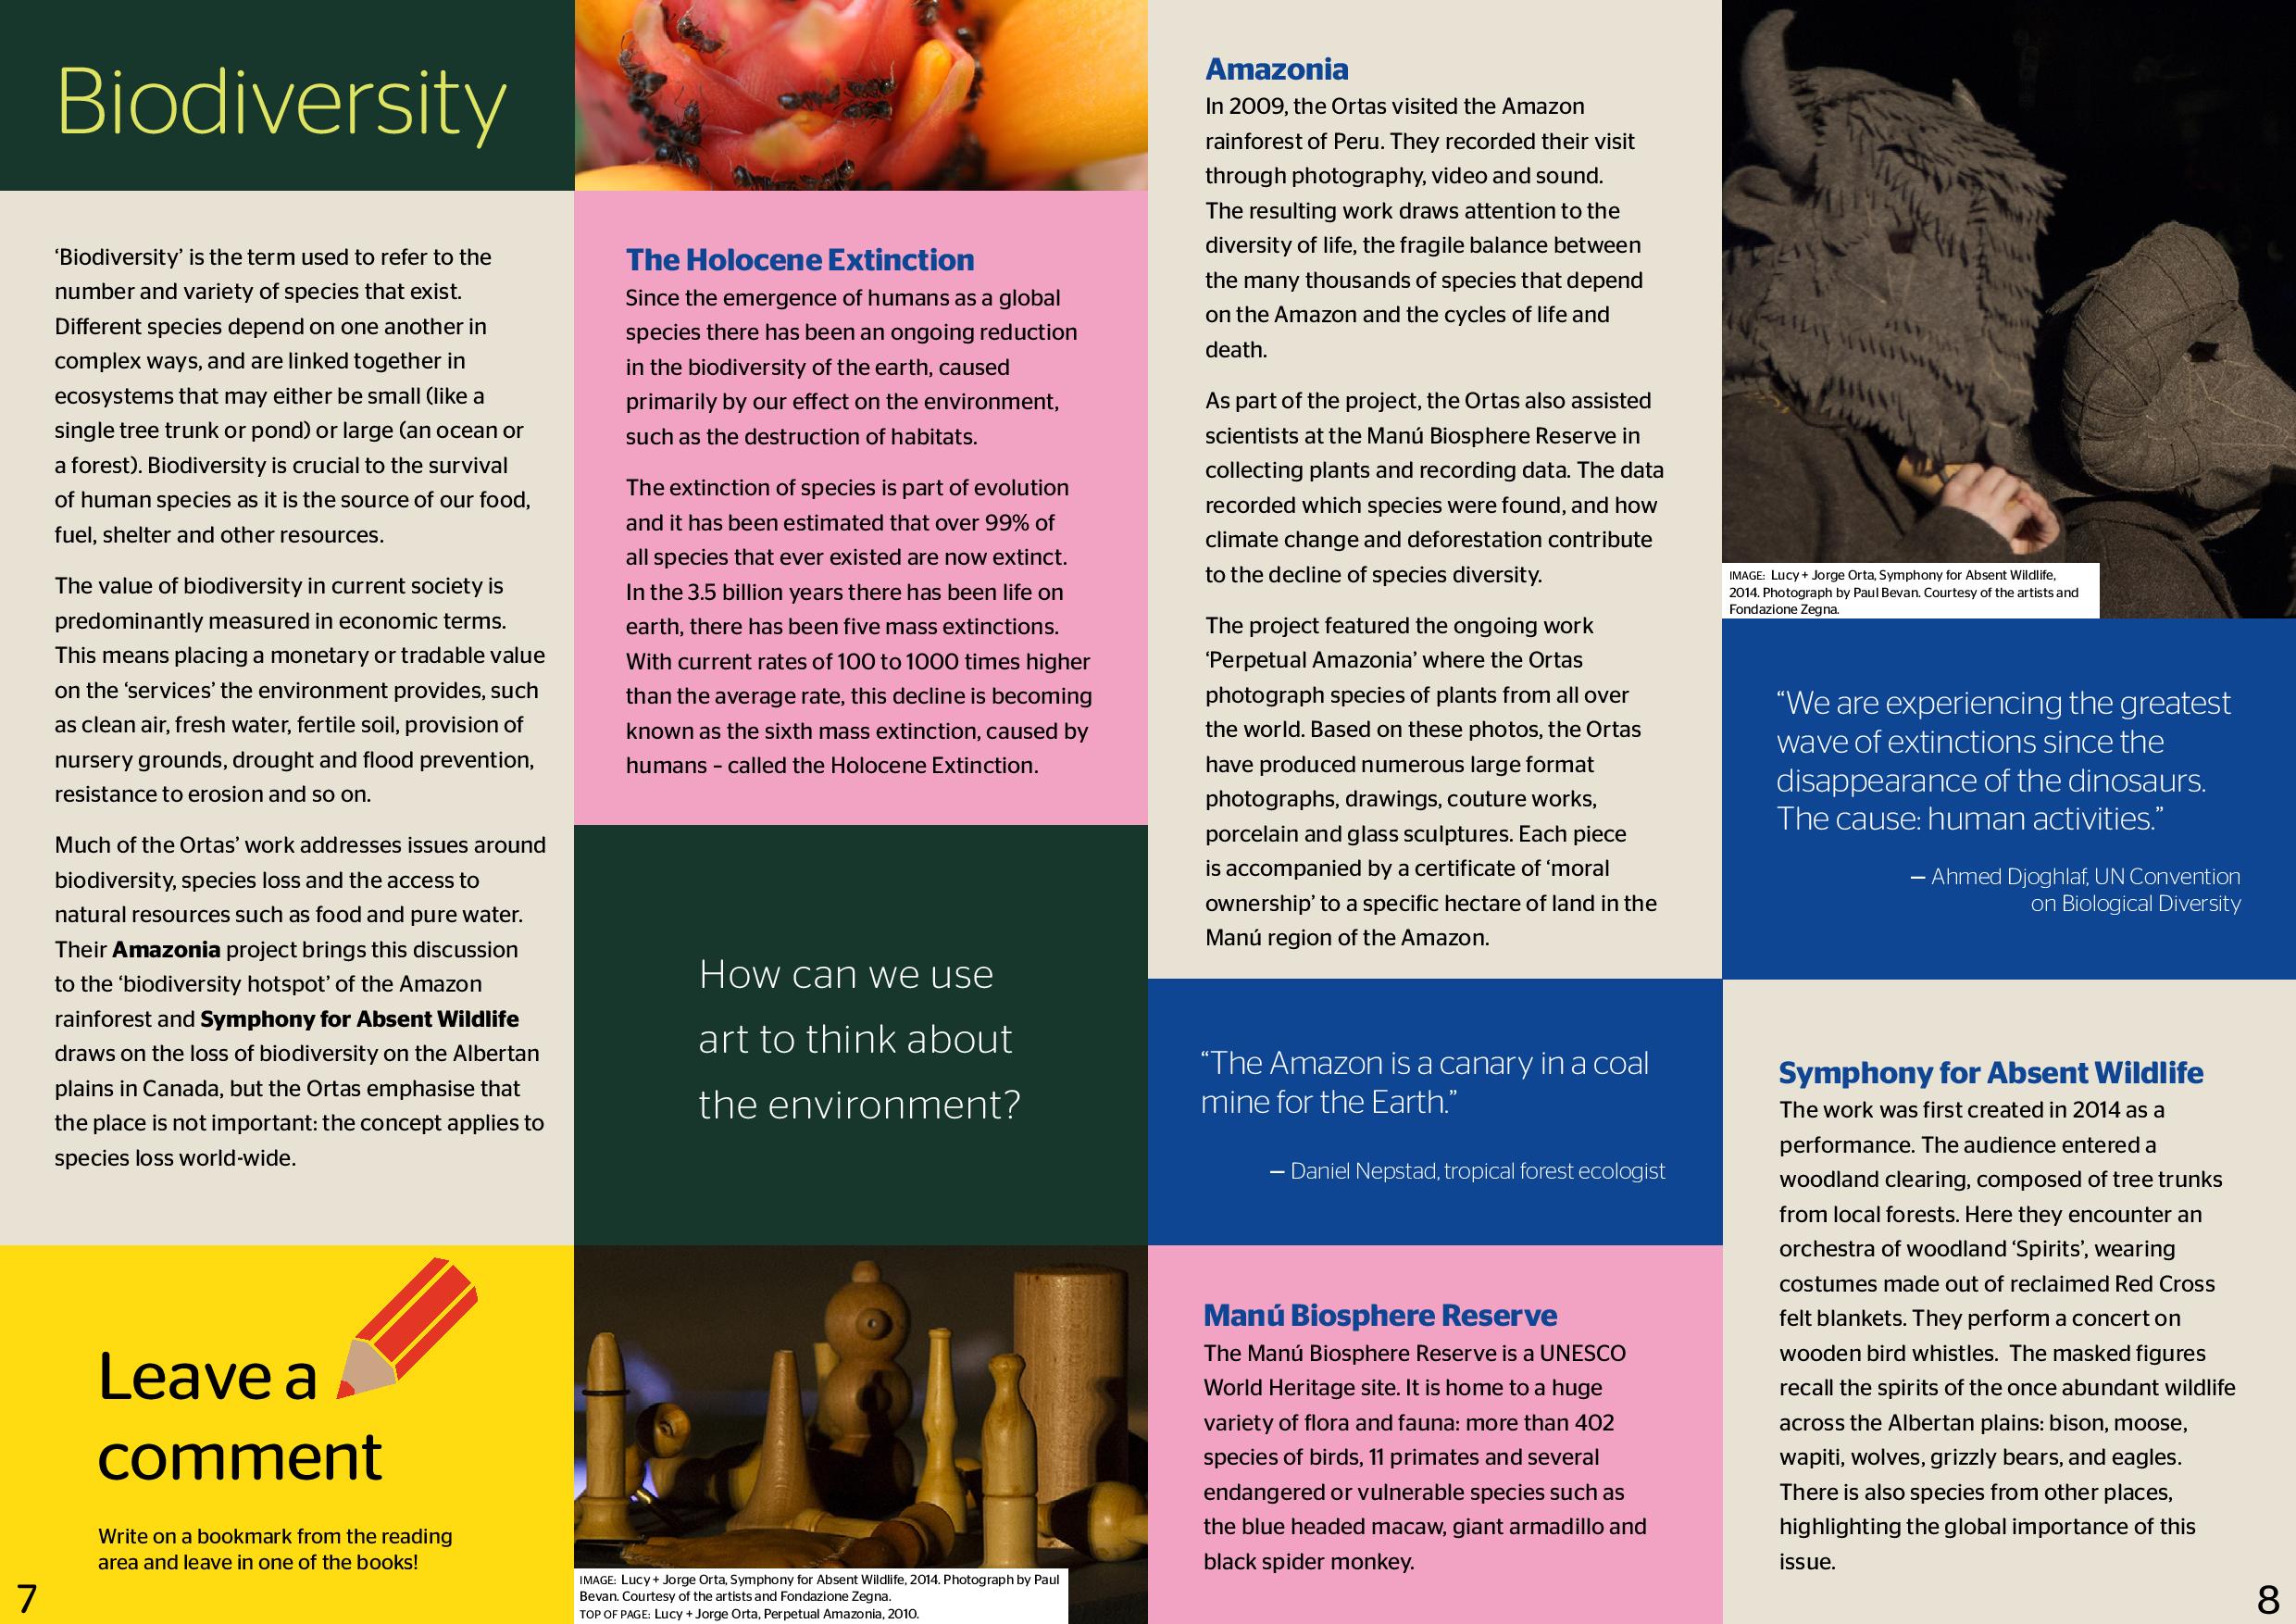 Biodiversity
‘Biodiversity’ is the term used to refer to the
number and variety of species that exist.
Different species depend on one another in
complex ways, and are linked together in
ecosystems that may either be small (like a
single tree trunk or pond) or large (an ocean or
a forest). Biodiversity is crucial to the survival
of human species as it is the source of our food,
fuel, shelter and other resources.
The value of biodiversity in current society is
predominantly measured in economic terms.
This means placing a monetary or tradable value
on the ‘services’ the environment provides, such
as clean air, fresh water, fertile soil, provision of
nursery grounds, drought and flood prevention,
resistance to erosion and so on.
Much of the Ortas’ work addresses issues around
biodiversity, species loss and the access to
natural resources such as food and pure water.
Their Amazonia project brings this discussion
to the ‘biodiversity hotspot’ of the Amazon
rainforest and Symphony for Absent Wildlife
draws on the loss of biodiversity on the Albertan
plains in Canada, but the Ortas emphasise that
the place is not important: the concept applies to
species loss world-wide.
Leave a
comment
Write on a bookmark from the reading
area and leave in one of the books!
7
The Holocene Extinction
Since the emergence of humans as a global
species there has been an ongoing reduction
in the biodiversity of the earth, caused
primarily by our effect on the environment,
such as the destruction of habitats.
The extinction of species is part of evolution
and it has been estimated that over 99% of
all species that ever existed are now extinct.
In the 3.5 billion years there has been life on
earth, there has been five mass extinctions.
With current rates of 100 to 1000 times higher
than the average rate, this decline is becoming
known as the sixth mass extinction, caused by
humans – called the Holocene Extinction.
How can we use
art to think about
the environment?
IMAGE: Lucy + Jorge Orta, Symphony for Absent Wildlife, 2014. Photograph by Paul
Bevan. Courtesy of the artists and Fondazione Zegna.
TOP OF PAGE: Lucy + Jorge Orta, Perpetual Amazonia, 2010.
Amazonia
In 2009, the Ortas visited the Amazon
rainforest of Peru. They recorded their visit
through photography, video and sound.
The resulting work draws attention to the
diversity of life, the fragile balance between
the many thousands of species that depend
on the Amazon and the cycles of life and
death.
As part of the project, the Ortas also assisted
scientists at the Manú Biosphere Reserve in
collecting plants and recording data. The data
recorded which species were found, and how
climate change and deforestation contribute
to the decline of species diversity.
The project featured the ongoing work
‘Perpetual Amazonia’ where the Ortas
photograph species of plants from all over
the world. Based on these photos, the Ortas
have produced numerous large format
photographs, drawings, couture works,
porcelain and glass sculptures. Each piece
is accompanied by a certificate of ‘moral
ownership’ to a specific hectare of land in the
Manú region of the Amazon.
“The Amazon is a canary in a coal
mine for the Earth.”
— Daniel Nepstad, tropical forest ecologist
Manú Biosphere Reserve
The Manú Biosphere Reserve is a UNESCO
World Heritage site. It is home to a huge
variety of flora and fauna: more than 402
species of birds, 11 primates and several
endangered or vulnerable species such as
the blue headed macaw, giant armadillo and
black spider monkey.
IMAGE: Lucy + Jorge Orta, Symphony for Absent Wildlife,
2014. Photograph by Paul Bevan. Courtesy of the artists and
Fondazione Zegna.
“We are experiencing the greatest
wave of extinctions since the
disappearance of the dinosaurs.
The cause: human activities.”
— Ahmed Djoghlaf, UN Convention
on Biological Diversity
Symphony for Absent Wildlife
The work was first created in 2014 as a
performance. The audience entered a
woodland clearing, composed of tree trunks
from local forests. Here they encounter an
orchestra of woodland ‘Spirits’, wearing
costumes made out of reclaimed Red Cross
felt blankets. They perform a concert on
wooden bird whistles.  The masked figures
recall the spirits of the once abundant wildlife
across the Albertan plains: bison, moose,
wapiti, wolves, grizzly bears, and eagles.
There is also species from other places,
highlighting the global importance of this
issue.
8